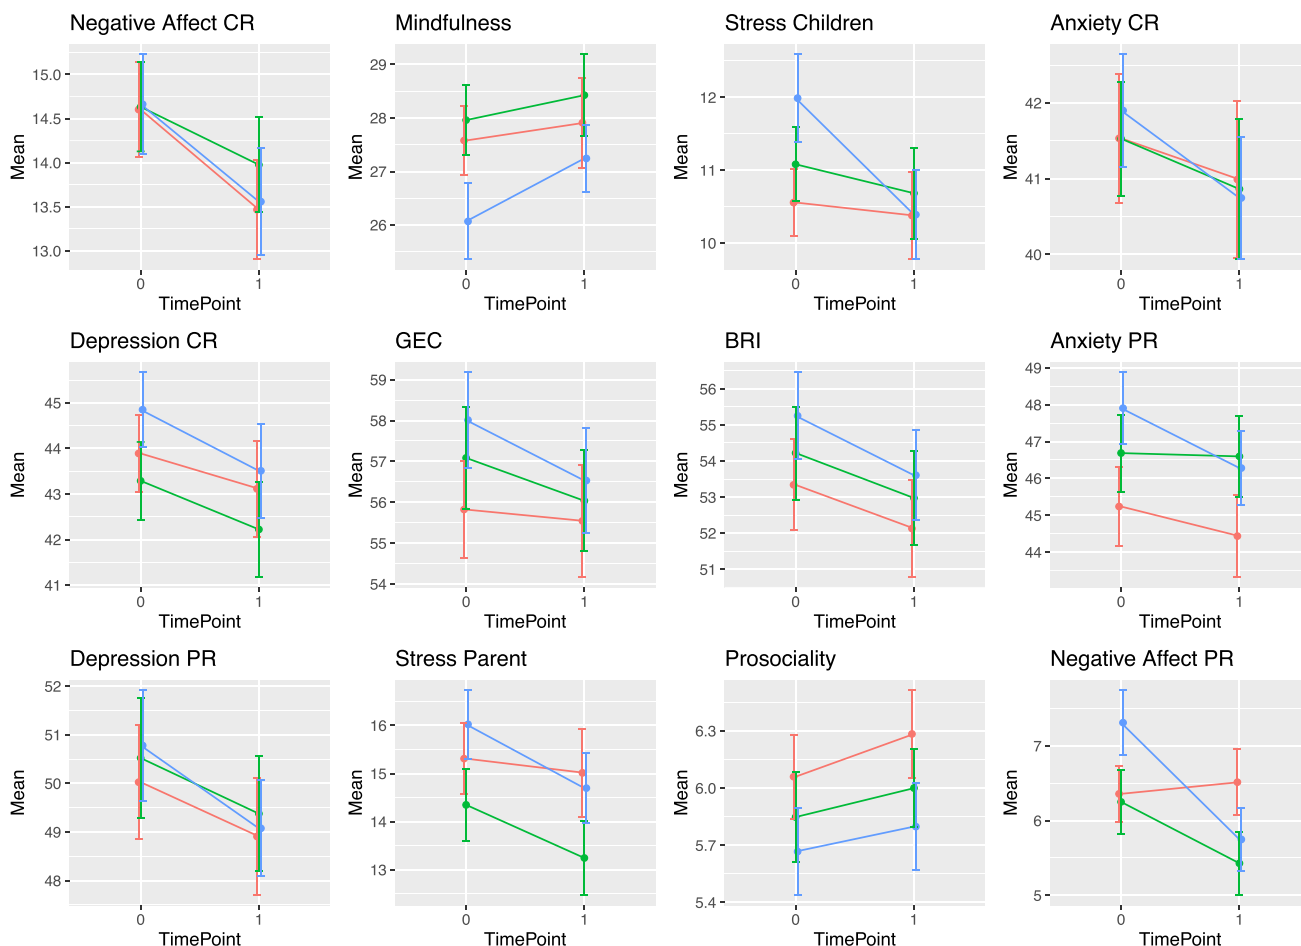 Negative Affect CR
Mindfulness
Stress Children
Anxiety CR
Mean
15.0
14.5
14.0
13.5
13.0
0
1
TimePoint
Mean
29
28
27
26
0
1
TimePoint
Mean
12
11
10
0
1
TimePoint
Mean
42
41
40
0
1
TimePoint
Depression CR
GEC
BRI
Anxiety PR
Mean
45
44
43
42
41
0
1
TimePoint
Mean
59
58
57
56
55
54
0
1
TimePoint
Mean
56
55
54
53
52
51
0
1
TimePoint
Mean
49
48
47
46
45
44
0
1
TimePoint
Depression PR
Stress Parent
Prosociality
Negative Affect PR
Mean
52
51
50
49
48
0
1
TimePoint
Mean
16
15
14
13
0
1
TimePoint
Mean
6.3
6.0
5.7
5.4
0
1
TimePoint
Mean
7
6
5
0
1
TimePoint